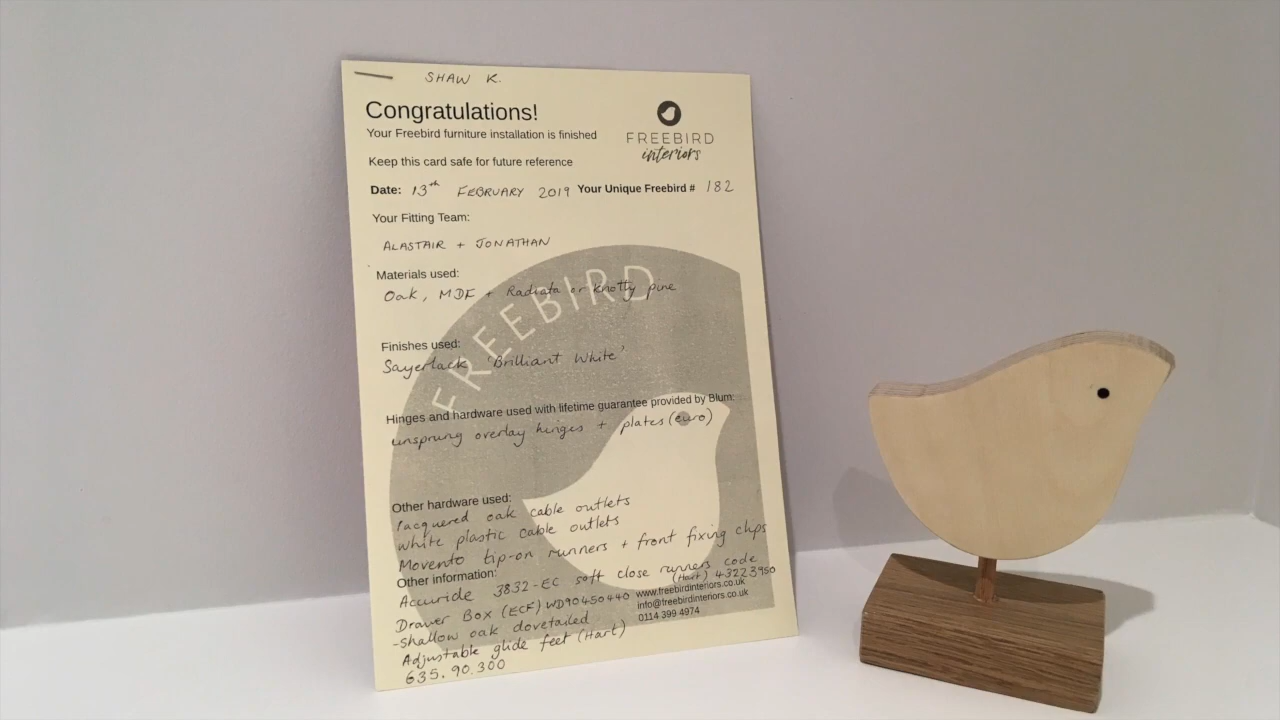 SHAW K.
Congratulations!
Your Freebird furniture installation is finished
FREEBIRD
interiors
Keep this card safe for future reference
Date: 13th FEBRUARY 2019 Your Unique Freebird # 182
Your Fitting Team:
ALASTAIR + JONATHAN
Materials used:
Oak, MDF + Radiata or knotty pine
FREEBIRD
Finishes used:
Sayerlack 'Brilliant White'
Hinges and hardware used with lifetime guarantee provided by Blum:
unsprung overlay hinges + plates (euro)
Other hardware used:
lacquered oak cable outlets
white plastic cable outlets
Movento tip-on runners + front fixing clips
Other information:
Accuride 3832-EC soft close runners code
(Hart) 43223950
Drawer Box (ECF) WD90450440
-shallow oak dovetailed
Adjustable glide feet (Hart)
635.90.300
www.freebirdinteriors.co.uk
info@freebirdinteriors.co.uk
0114 399 4974